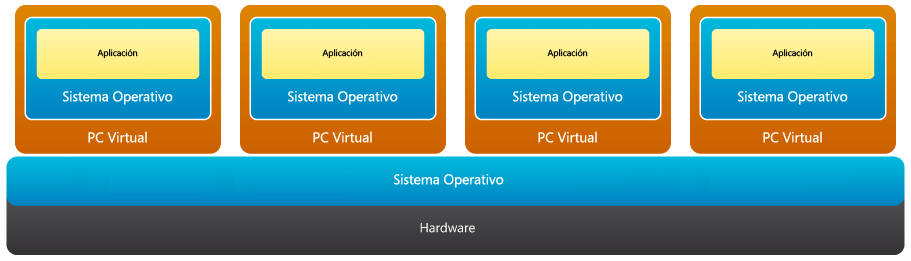 Aplicación
Aplicación
Aplicación
Aplicación
Sistema Operativo
Sistema Operativo
Sistema Operativo
Sistema Operativo
PC Virtual
PC Virtual
PC Virtual
PC Virtual
Sistema Operativo
Hardware